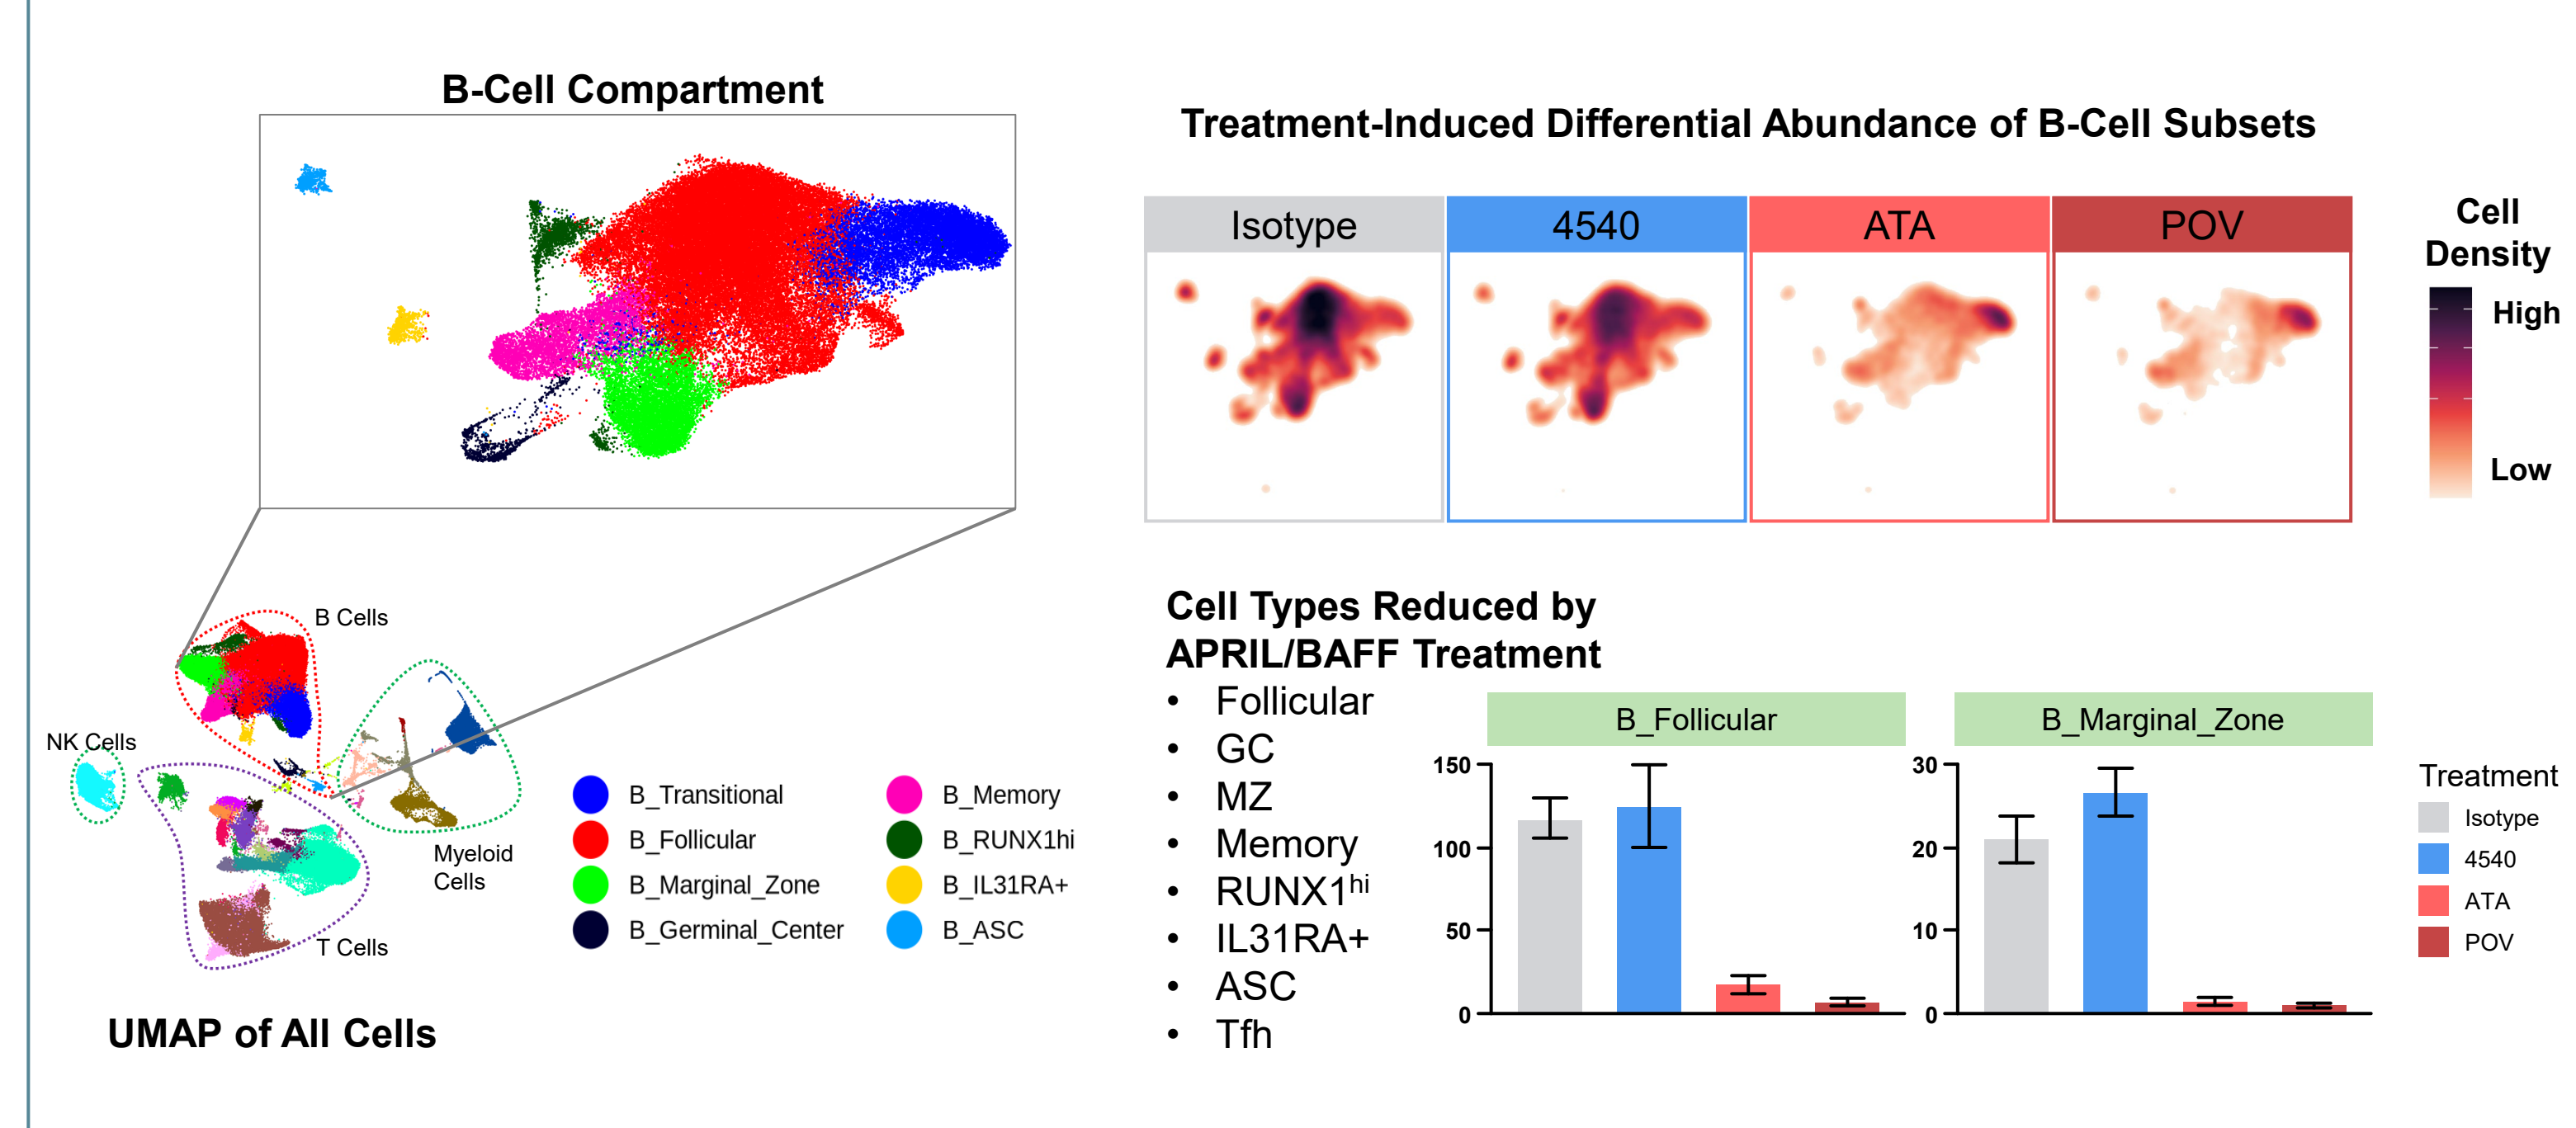 B-Cell Compartment
B Cells
NK Cells
Myeloid
Cells
T Cells
UMAP of All Cells
B_Transitional
B_Follicular
B_Marginal_Zone
B_Germinal_Center
B_Memory
B_RUNX1hi
B_IL31RA+
B_ASC
Treatment-Induced Differential Abundance of B-Cell Subsets
Isotype
4540
ATA
POV
Cell
Density
High
Low
Cell Types Reduced by
APRIL/BAFF Treatment
• Follicular
• GC
• MZ
• Memory
• RUNX1hi
• IL31RA+
• ASC
• Tfh
B_Follicular
150
100
50
0
B_Marginal_Zone
30
20
10
0
Treatment
Isotype
4540
ATA
POV